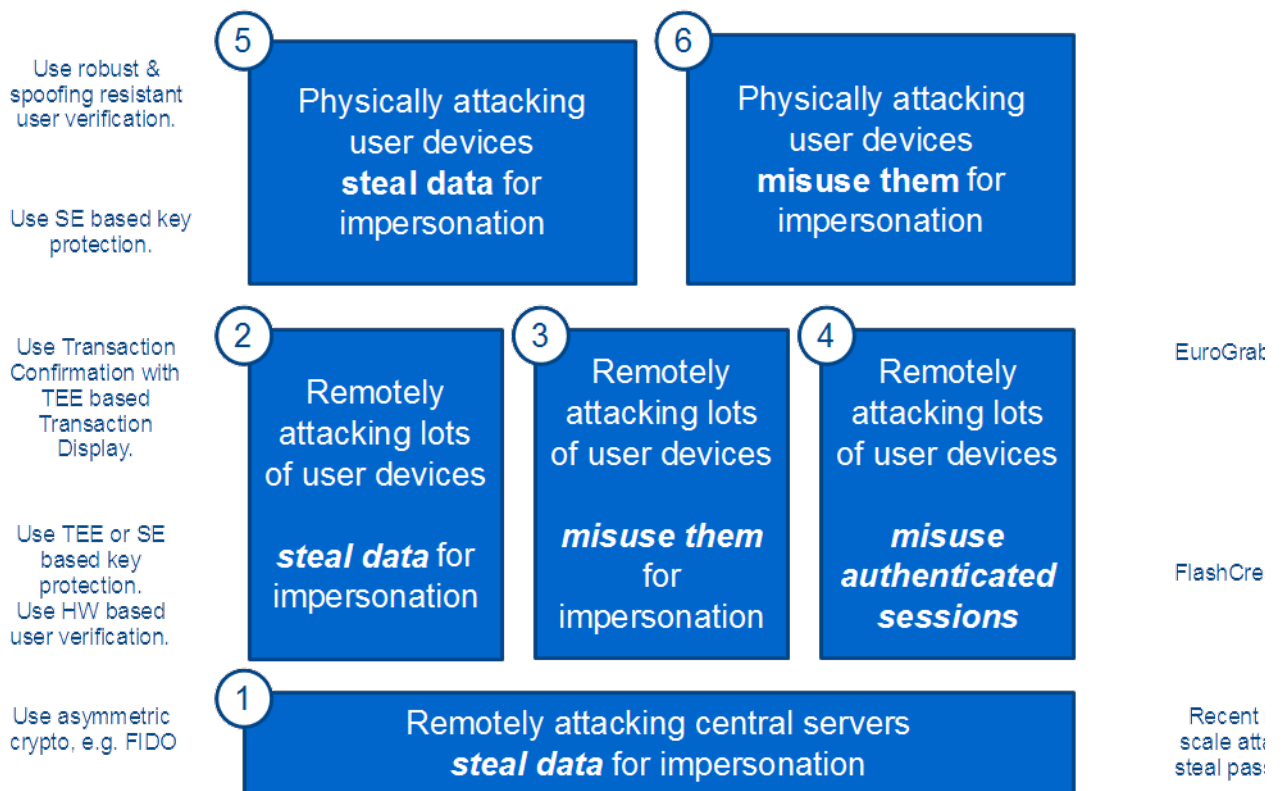 Use robust &
spoofing resistant
user verification.
Use SE based key
protection.
Use Transaction
Confirmation with
TEE based
Transaction
Display.
Use TEE or SE
based key
protection.
Use HW based
user verification.
Use asymmetric
crypto, e.g. FIDO
5
Physically attacking
user devices
steal data for
impersonation
6
Physically attacking
user devices
misuse them for
impersonation
2
Remotely
attacking lots
of user devices
steal data for
impersonation
3
Remotely
attacking lots
of user devices
misuse them
for
impersonation
4
Remotely
attacking lots
of user devices
misuse
authenticated
sessions
1
Remotely attacking central servers
steal data for impersonation
Recent
scale
steal